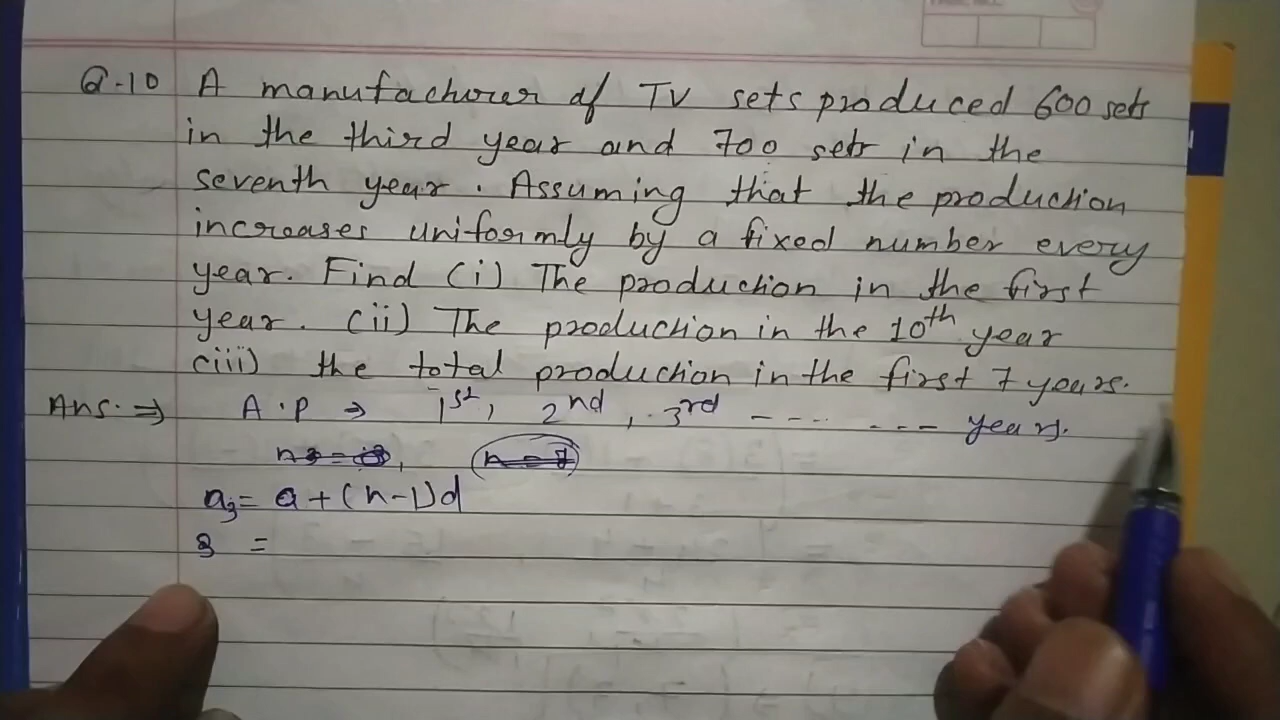 Q.10 A manufacturer of TV sets produced 600 sets
in the third year and 700 sets in the
seventh year. Assuming that the production
increases uniformly by a fixed number every
year. Find (i) The production in the first
year. (ii) The production in the 10th year
(iii) the total production in the first 7 years.
Ans. ⇒ A.P ⇒ 1st, 2nd, 3rd ---- --- years.
n = 7
a3 = a + (n-1)d
3 =